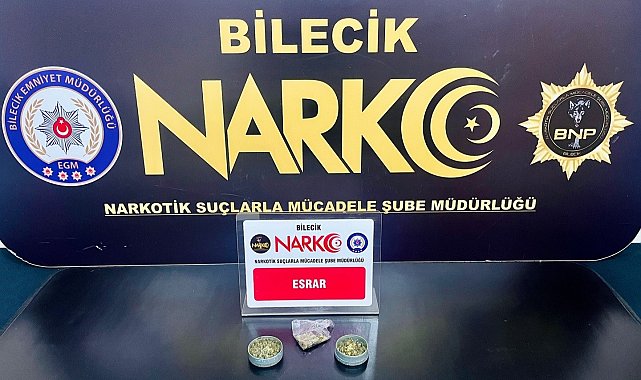 BİLECİK
NARKO
BİLECİK EMNİYET MÜDÜRLÜĞÜ
EGM
BNP
NARKOTİK SUÇLARLA MÜCADELE ŞUBE MÜDÜRLÜĞÜ
BİLECİK
NARKO
NARKOTİK SUÇLARLA MÜCADELE ŞUBE MÜDÜRLÜĞÜ
ESRAR